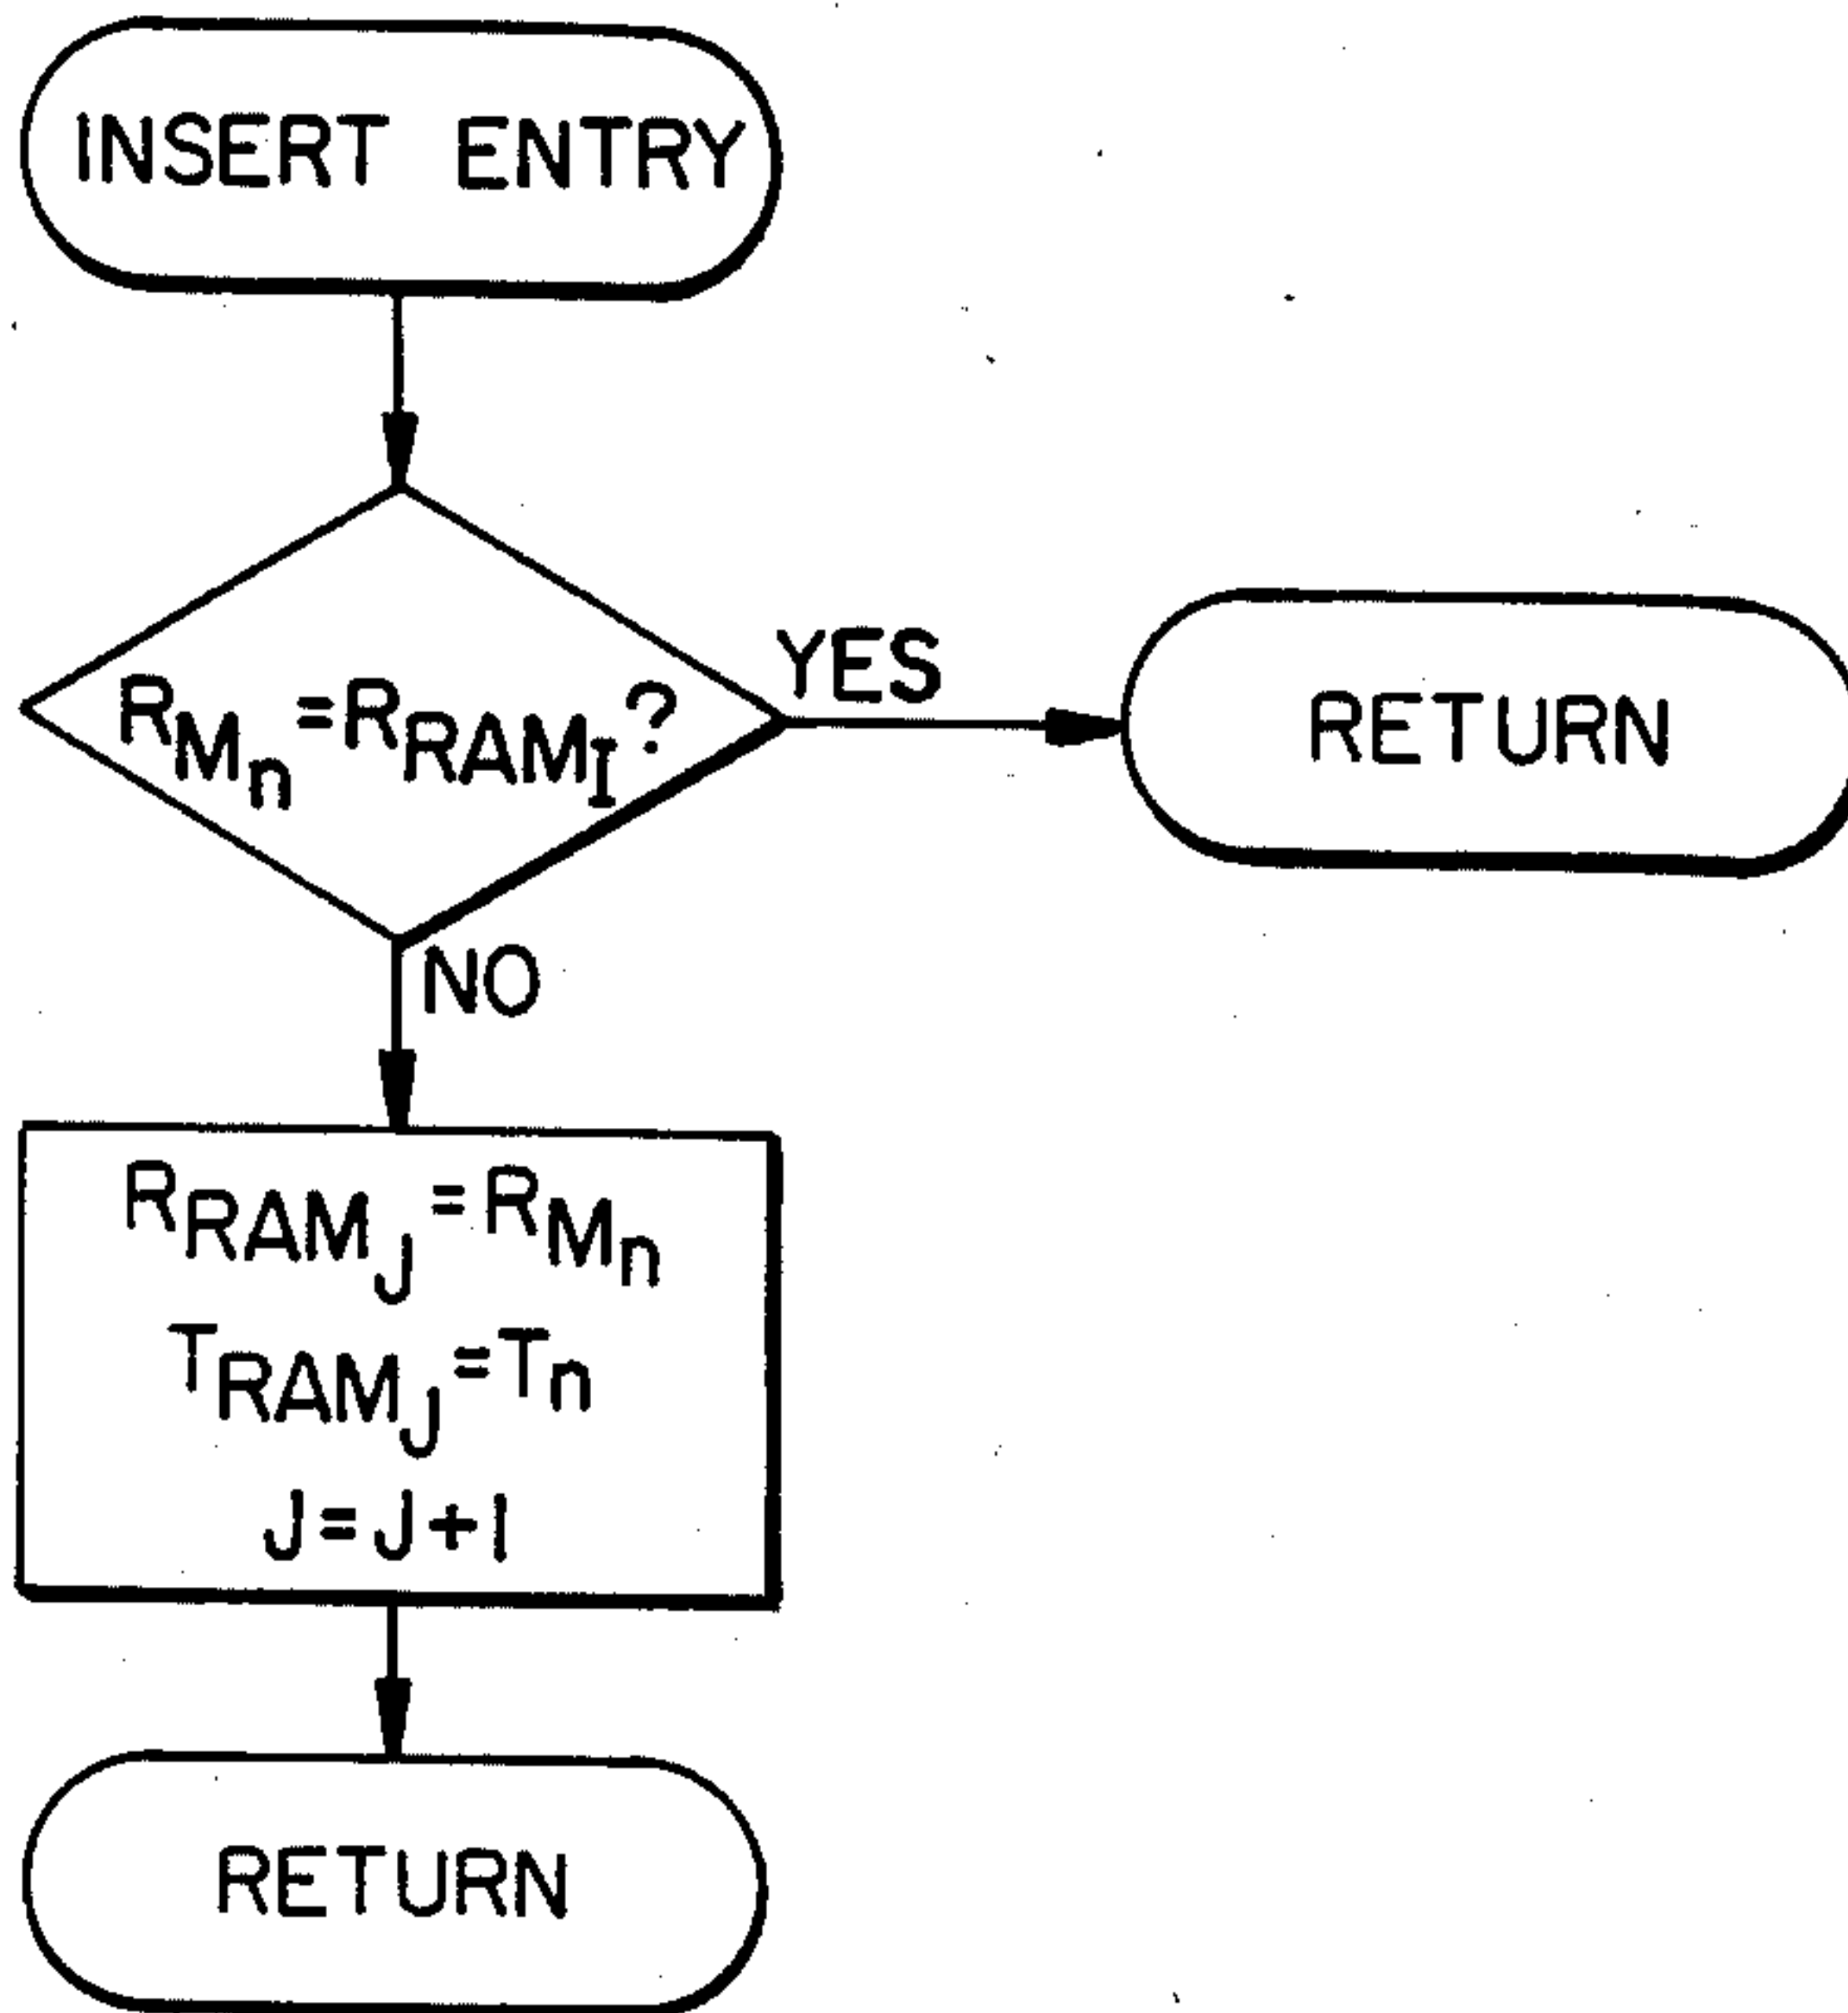 INSERT ENTRY
R_{M_n}=R_{RAM_I}?
YES
RETURN
NO
R_{RAM_J}=R_{M_n}
T_{RAM_J}=T_n
J=J+1
RETURN